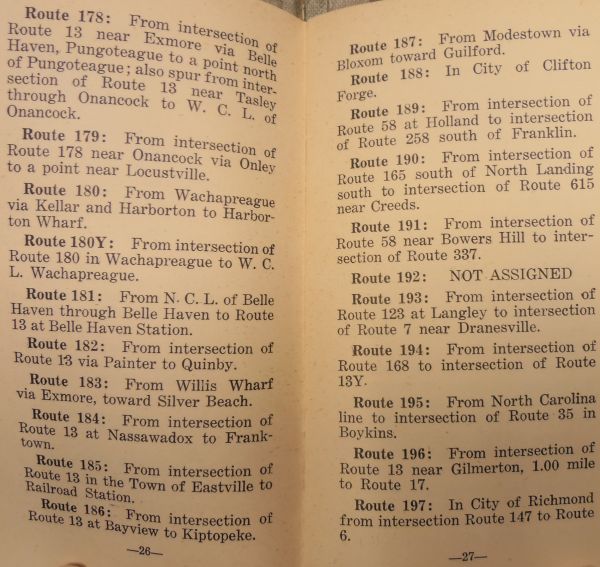 Route 178: From intersection of
Route 13 near Exmore via Belle
Haven, Pungoteague to a point north
of Pungoteague; also spur from inter-
section of Route 13 near Tasley
through Onancock to W. C. L. of
Onancock.
Route 179: From intersection of
Route 178 near Onancock via Onley
to a point near Locustville.
Route 180: From Wachapreague
via Kellar and Harborton to Harbor-
ton Wharf.
Route 180Y: From intersection of
Route 180 in Wachapreague to W. C.
L. Wachapreague.
Route 181: From N. C. L. of Belle
Haven through Belle Haven to Route
13 at Belle Haven Station.
Route 182: From intersection of
Route 13 via Painter to Quinby.
Route 183: From Willis Wharf
via Exmore, toward Silver Beach.
Route 184: From intersection of
Route 13 at Nassawadox to Frank-
town.
Route 185: From intersection of
Route 13 in the Town of Eastville to
Railroad Station.
Route 186: From intersection of
Route 13 at Bayview to Kiptopeke.
—26—
Route 187: From Modestown via
Bloxom toward Guilford.
Route 188: In City of Clifton
Forge.
Route 189: From intersection of
Route 58 at Holland to intersection
of Route 258 south of Franklin.
Route 190: From intersection of
Route 165 south of North Landing
south to intersection of Route 615
near Creeds.
Route 191: From intersection of
Route 58 near Bowers Hill to inter-
section of Route 337.
Route 192: NOT ASSIGNED
Route 193: From intersection of
Route 123 at Langley to intersection
of Route 7 near Dranesville.
Route 194: From intersection of
Route 168 to intersection of Route
13Y.
Route 195: From North Carolina
line to intersection of Route 35 in
Boykins.
Route 196: From intersection of
Route 13 near Gilmerton, 1.00 mile
to Route 17.
Route 197: In City of Richmond
from intersection Route 147 to Route
6.
—27—